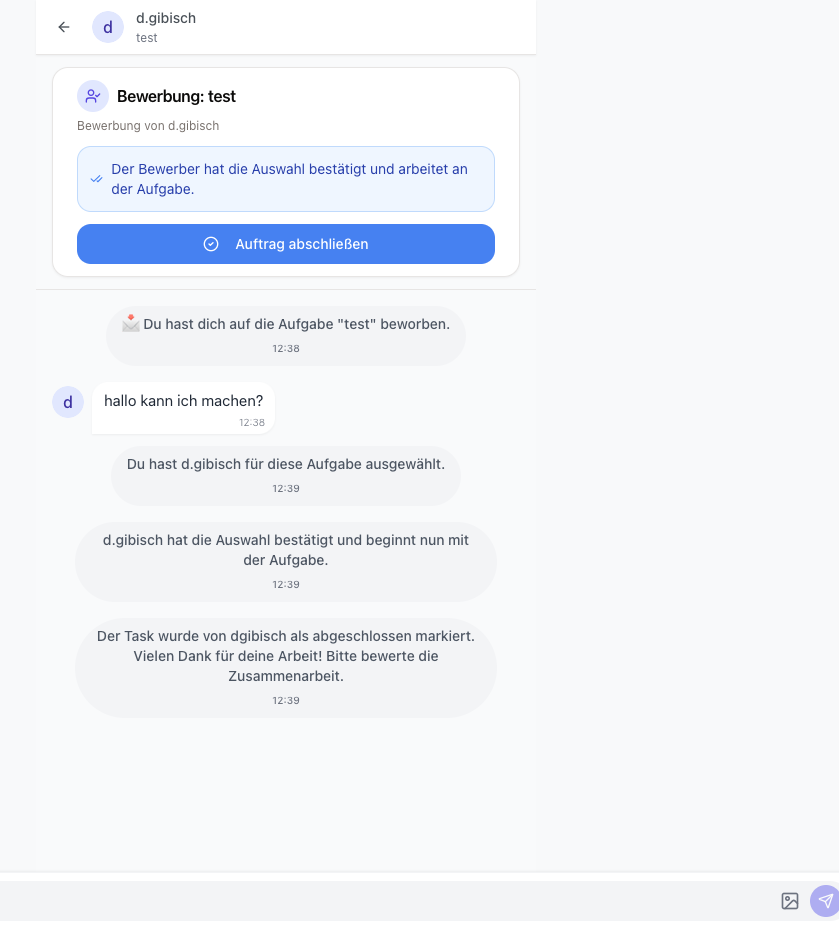 d
d.gibisch
test
Bewerbung: test
Bewerbung von d.gibisch
Der Bewerber hat die Auswahl bestätigt und arbeitet an
der Aufgabe.
Auftrag abschließen
📩 Du hast dich auf die Aufgabe "test" beworben.
12:38
d
hallo kann ich machen?
12:38
Du hast d.gibisch für diese Aufgabe ausgewählt.
12:39
d.gibisch hat die Auswahl bestätigt und beginnt nun mit
der Aufgabe.
12:39
Der Task wurde von dgibisch als abgeschlossen markiert.
Vielen Dank für deine Arbeit! Bitte bewerte die
Zusammenarbeit.
12:39